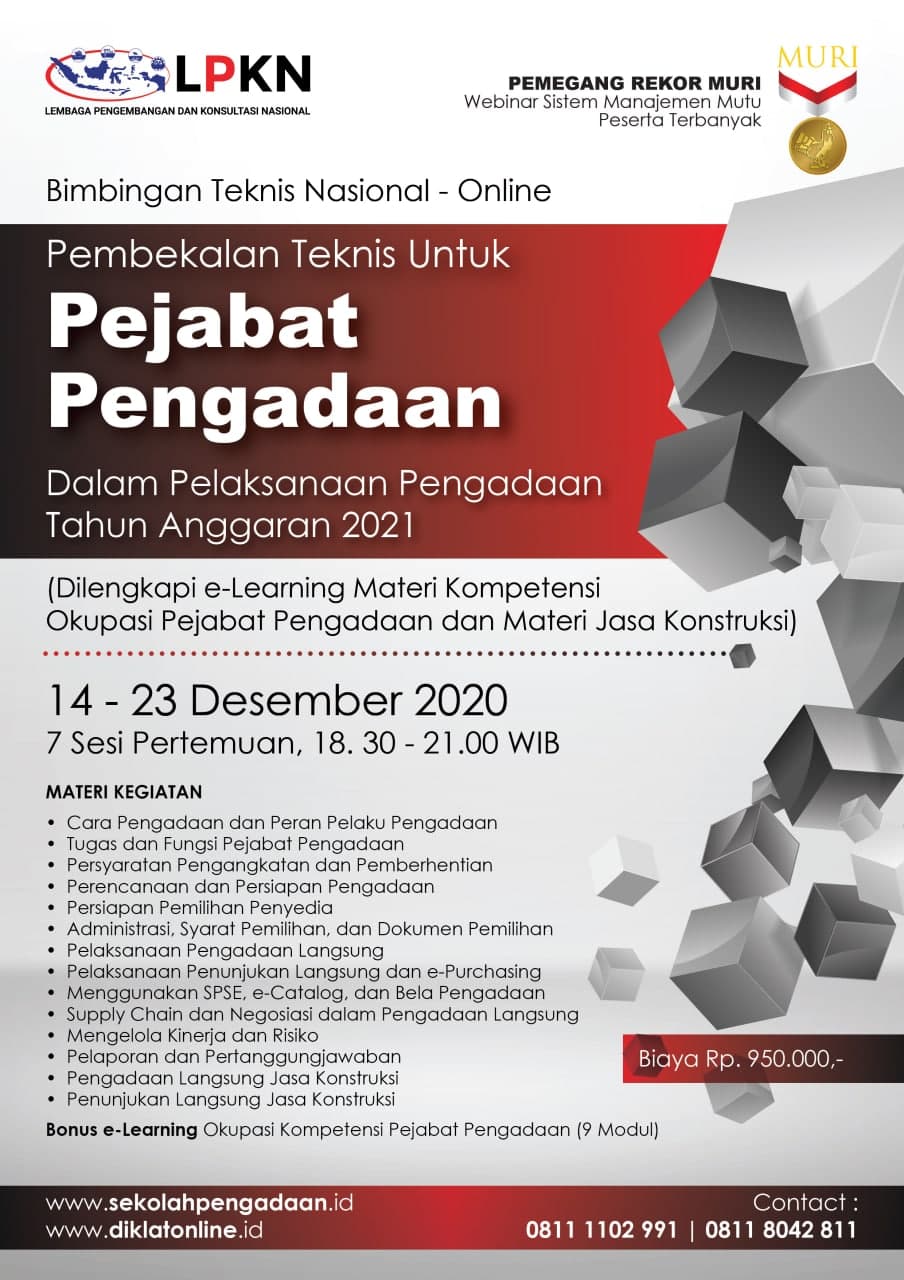 LPKN
LEMBAGA PENGEMBANGAN DAN KONSULTASI NASIONAL
MURI
PEMEGANG REKOR MURI
Webinar Sistem Manajemen Mutu
Peserta Terbanyak
Bimbingan Teknis Nasional - Online
Pembekalan Teknis Untuk
Pejabat
Pengadaan
Dalam Pelaksanaan Pengadaan
Tahun Anggaran 2021
(Dilengkapi e-Learning Materi Kompetensi
Okupasi Pejabat Pengadaan dan Materi Jasa Konstruksi)
14 - 23 Desember 2020
7 Sesi Pertemuan, 18. 30 - 21.00 WIB
MATERI KEGIATAN
• Cara Pengadaan dan Peran Pelaku Pengadaan
• Tugas dan Fungsi Pejabat Pengadaan
• Persyaratan Pengangkatan dan Pemberhentian
• Perencanaan dan Persiapan Pengadaan
• Persiapan Pemilihan Penyedia
• Administrasi, Syarat Pemilihan, dan Dokumen Pemilihan
• Pelaksanaan Pengadaan Langsung
• Pelaksanaan Penunjukan Langsung dan e-Purchasing
• Menggunakan SPSE, e-Catalog, dan Bela Pengadaan
• Supply Chain dan Negosiasi dalam Pengadaan Langsung
• Mengelola Kinerja dan Risiko
• Pelaporan dan Pertanggungjawaban
• Pengadaan Langsung Jasa Konstruksi
• Penunjukan Langsung Jasa Konstruksi
Biaya Rp. 950.000,-
Bonus e-Learning Okupasi Kompetensi Pejabat Pengadaan (9 Modul)
www.sekolahpengadaan.id
www.diklatonline.id
Contact :
0811 1102 991 | 0811 8042 811